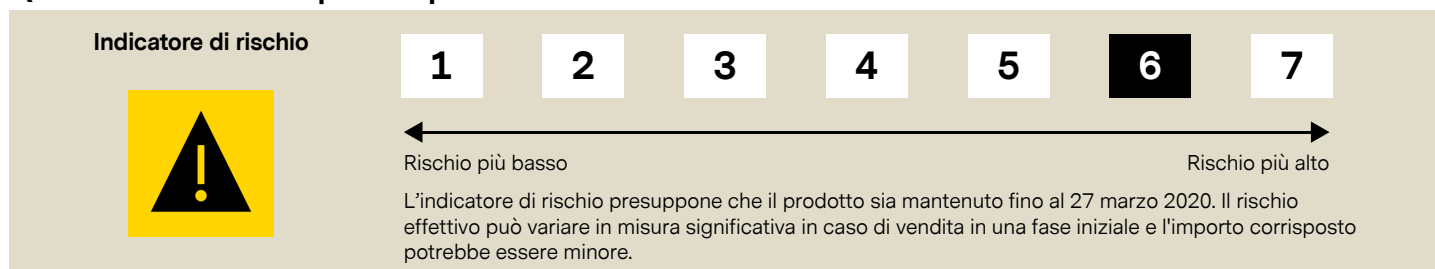 Indicatore di rischio
1 2 3 4 5 6 7
Rischio più basso Rischio più alto
L'indicatore di rischio presuppone che il prodotto sia mantenuto fino al 27 marzo 2020. Il rischio
effettivo può variare in misura significativa in caso di vendita in una fase iniziale e l'importo corrisposto
potrebbe essere minore.